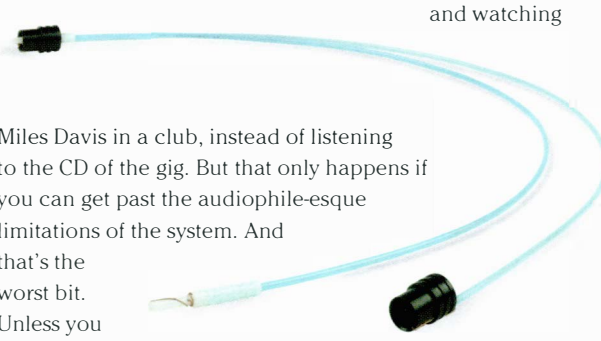 and watching
Miles Davis in a club, instead of listening
to the CD of the gig. But that only happens if
you can get past the audiophile-esque
limitations of the system. And
that's the
worst bit.
Unless you